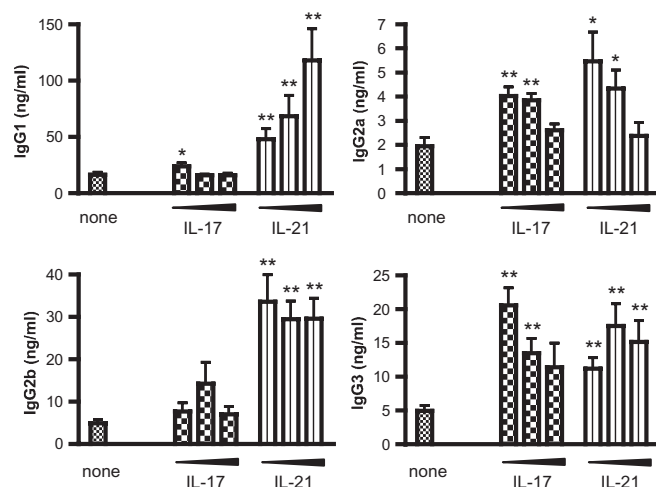 150
100
50
0
IgG1 (ng/ml)
*
**
**
**
none
IL-17
IL-21
7
6
5
4
3
2
1
0
IgG2a (ng/ml)
**
**
*
*
none
IL-17
IL-21
40
30
20
10
0
IgG2b (ng/ml)
**
**
**
none
IL-17
IL-21
25
20
15
10
5
0
IgG3 (ng/ml)
**
**
**
**
**
none
IL-17
IL-21